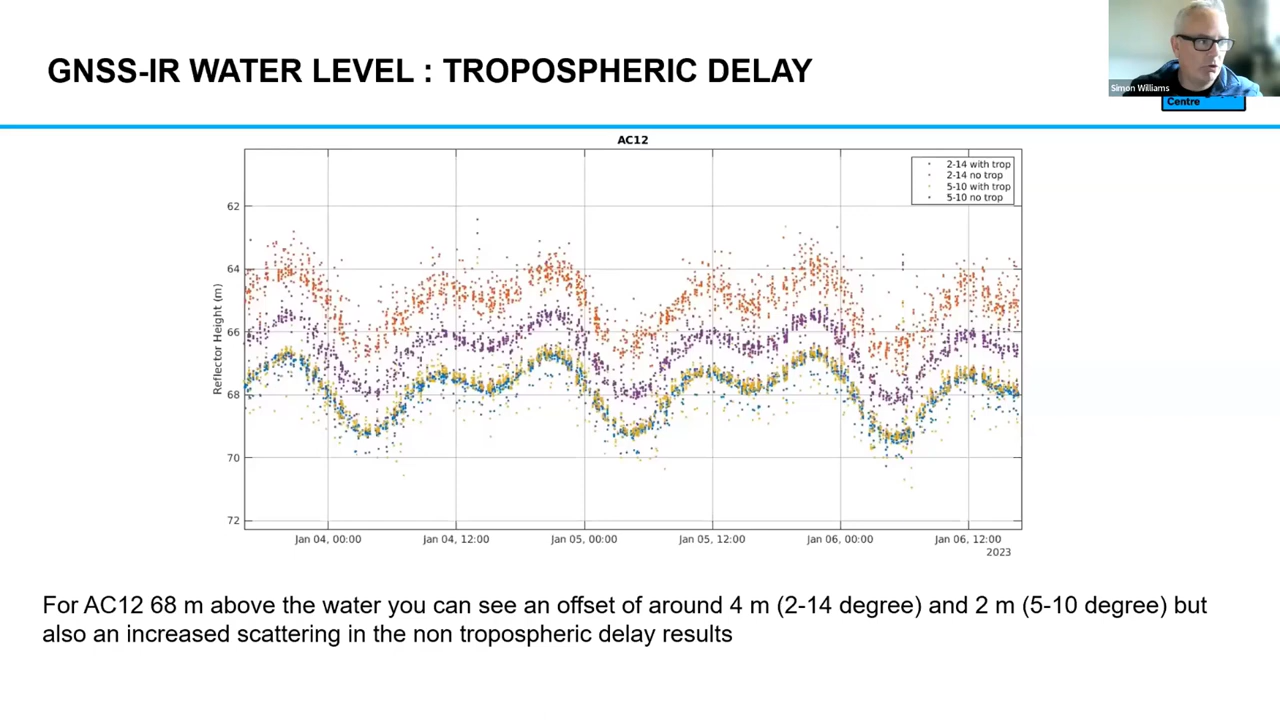 GNSS-IR WATER LEVEL : TROPOSPHERIC DELAY
Simon Williams
Centre
AC12
2-14 with trop
2-14 no trop
5-10 with trop
5-10 no trop
Reflector Height (m)
62
64
66
68
70
72
Jan 04, 00:00 Jan 04, 12:00 Jan 05, 00:00 Jan 05, 12:00 Jan 06, 00:00 Jan 06, 12:00
2023
For AC12 68 m above the water you can see an offset of around 4 m (2-14 degree) and 2 m (5-10 degree) but
also an increased scattering in the non tropospheric delay results